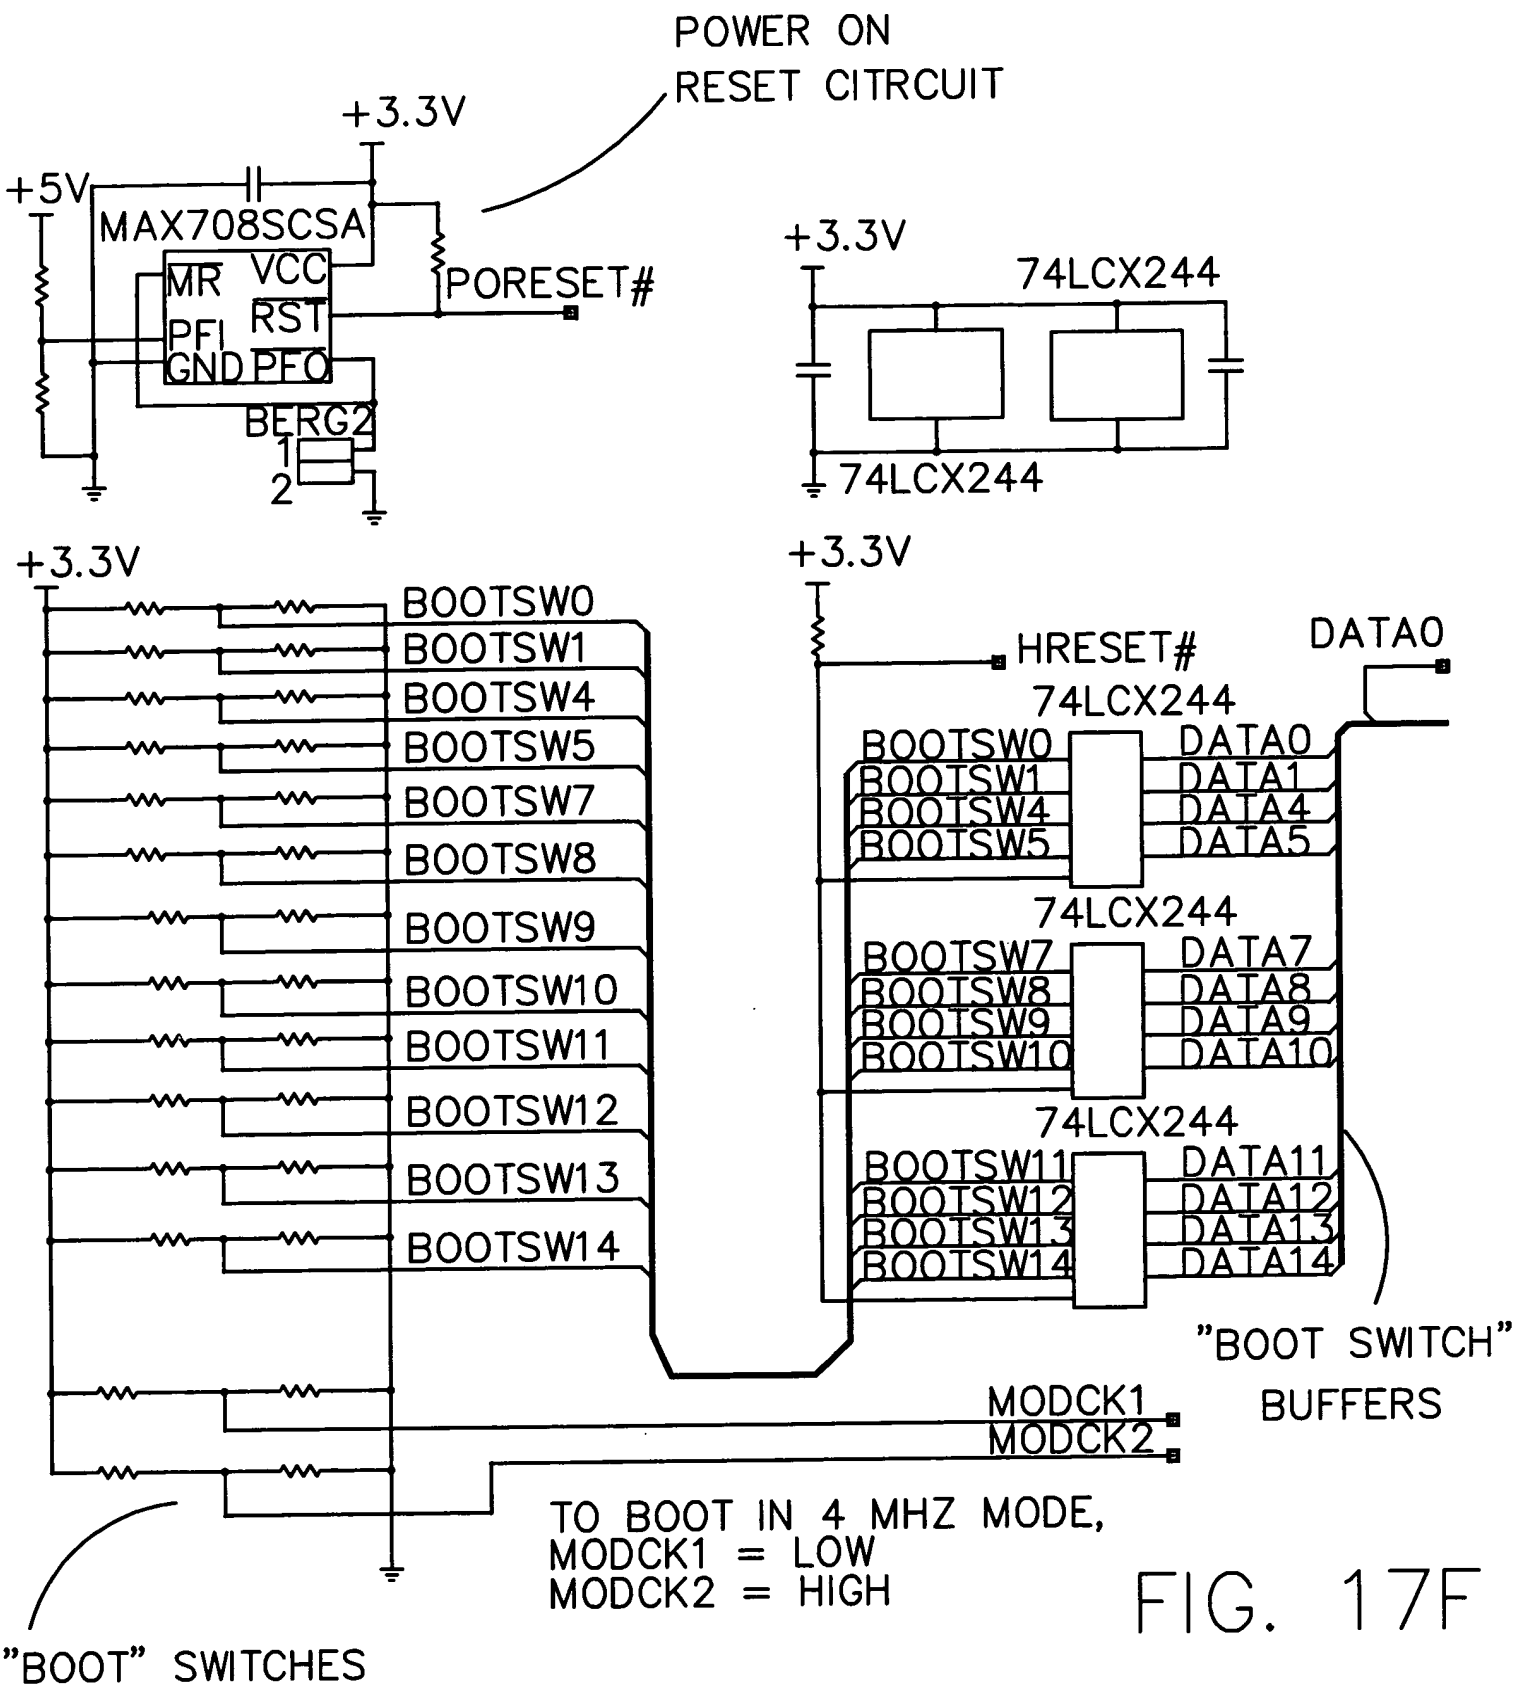 POWER ON
RESET CITRCUIT
+3.3V
+5V
MAX708SCSA
MR VCC
RST
PFI
GND PFO
PORESET#
BERG2
1
2
+3.3V
74LCX244
74LCX244
+3.3V
BOOTSW0
BOOTSW1
BOOTSW4
BOOTSW5
BOOTSW7
BOOTSW8
BOOTSW9
BOOTSW10
BOOTSW11
BOOTSW12
BOOTSW13
BOOTSW14
+3.3V
HRESET#
DATA0
74LCX244
BOOTSW0 DATA0
BOOTSW1 DATA1
BOOTSW4 DATA4
BOOTSW5 DATA5
74LCX244
BOOTSW7 DATA7
BOOTSW8 DATA8
BOOTSW9 DATA9
BOOTSW10 DATA10
74LCX244
BOOTSW11 DATA11
BOOTSW12 DATA12
BOOTSW13 DATA13
BOOTSW14 DATA14
"BOOT SWITCH"
BUFFERS
MODCK1
MODCK2
TO BOOT IN 4 MHZ MODE,
MODCK1 = LOW
MODCK2 = HIGH
"BOOT" SWITCHES
FIG. 17F